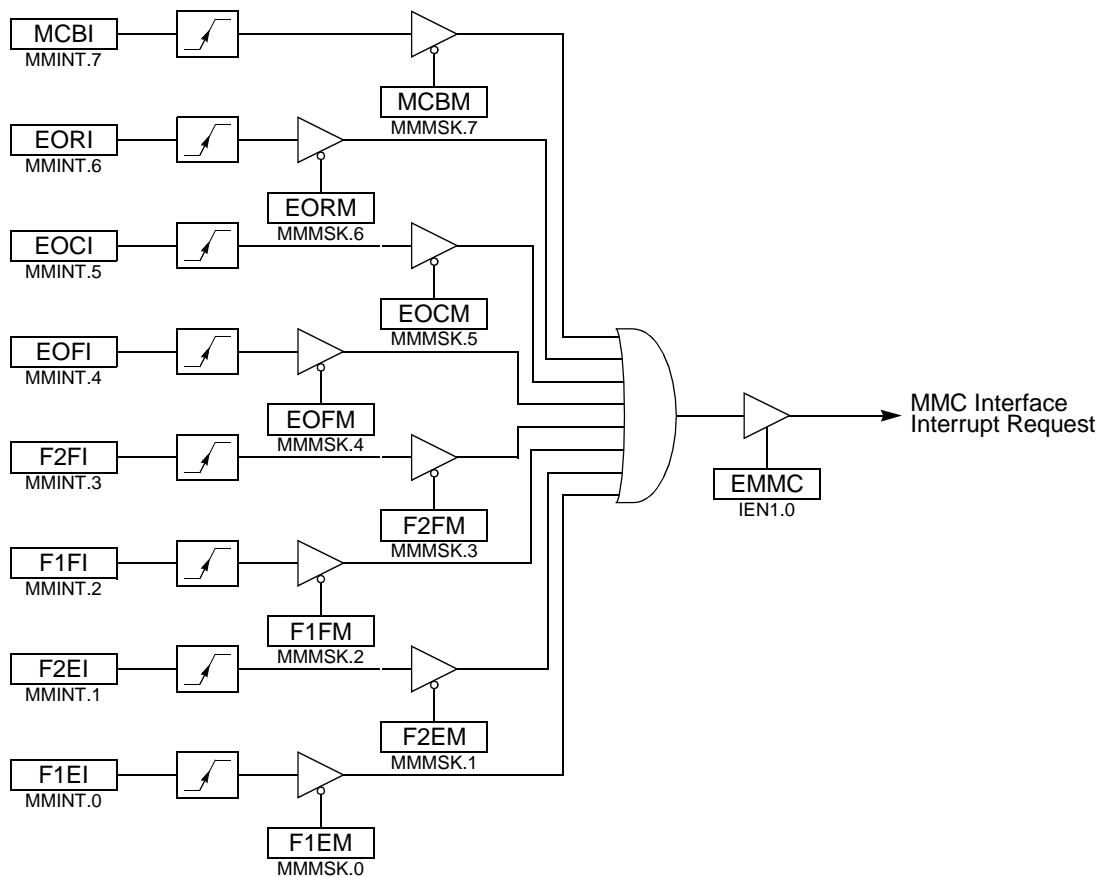 MCBI
MMINT.7
MCBM
MMMSK.7
EORI
MMINT.6
EORM
MMMSK.6
EOCI
MMINT.5
EOCM
MMMSK.5
EOFI
MMINT.4
EOFM
MMMSK.4
MMC Interface
Interrupt Request
EMMC
IEN1.0
F2FI
MMINT.3
F2FM
MMMSK.3
F1FI
MMINT.2
F1FM
MMMSK.2
F2EI
MMINT.1
F2EM
MMMSK.1
F1EI
MMINT.0
F1EM
MMMSK.0